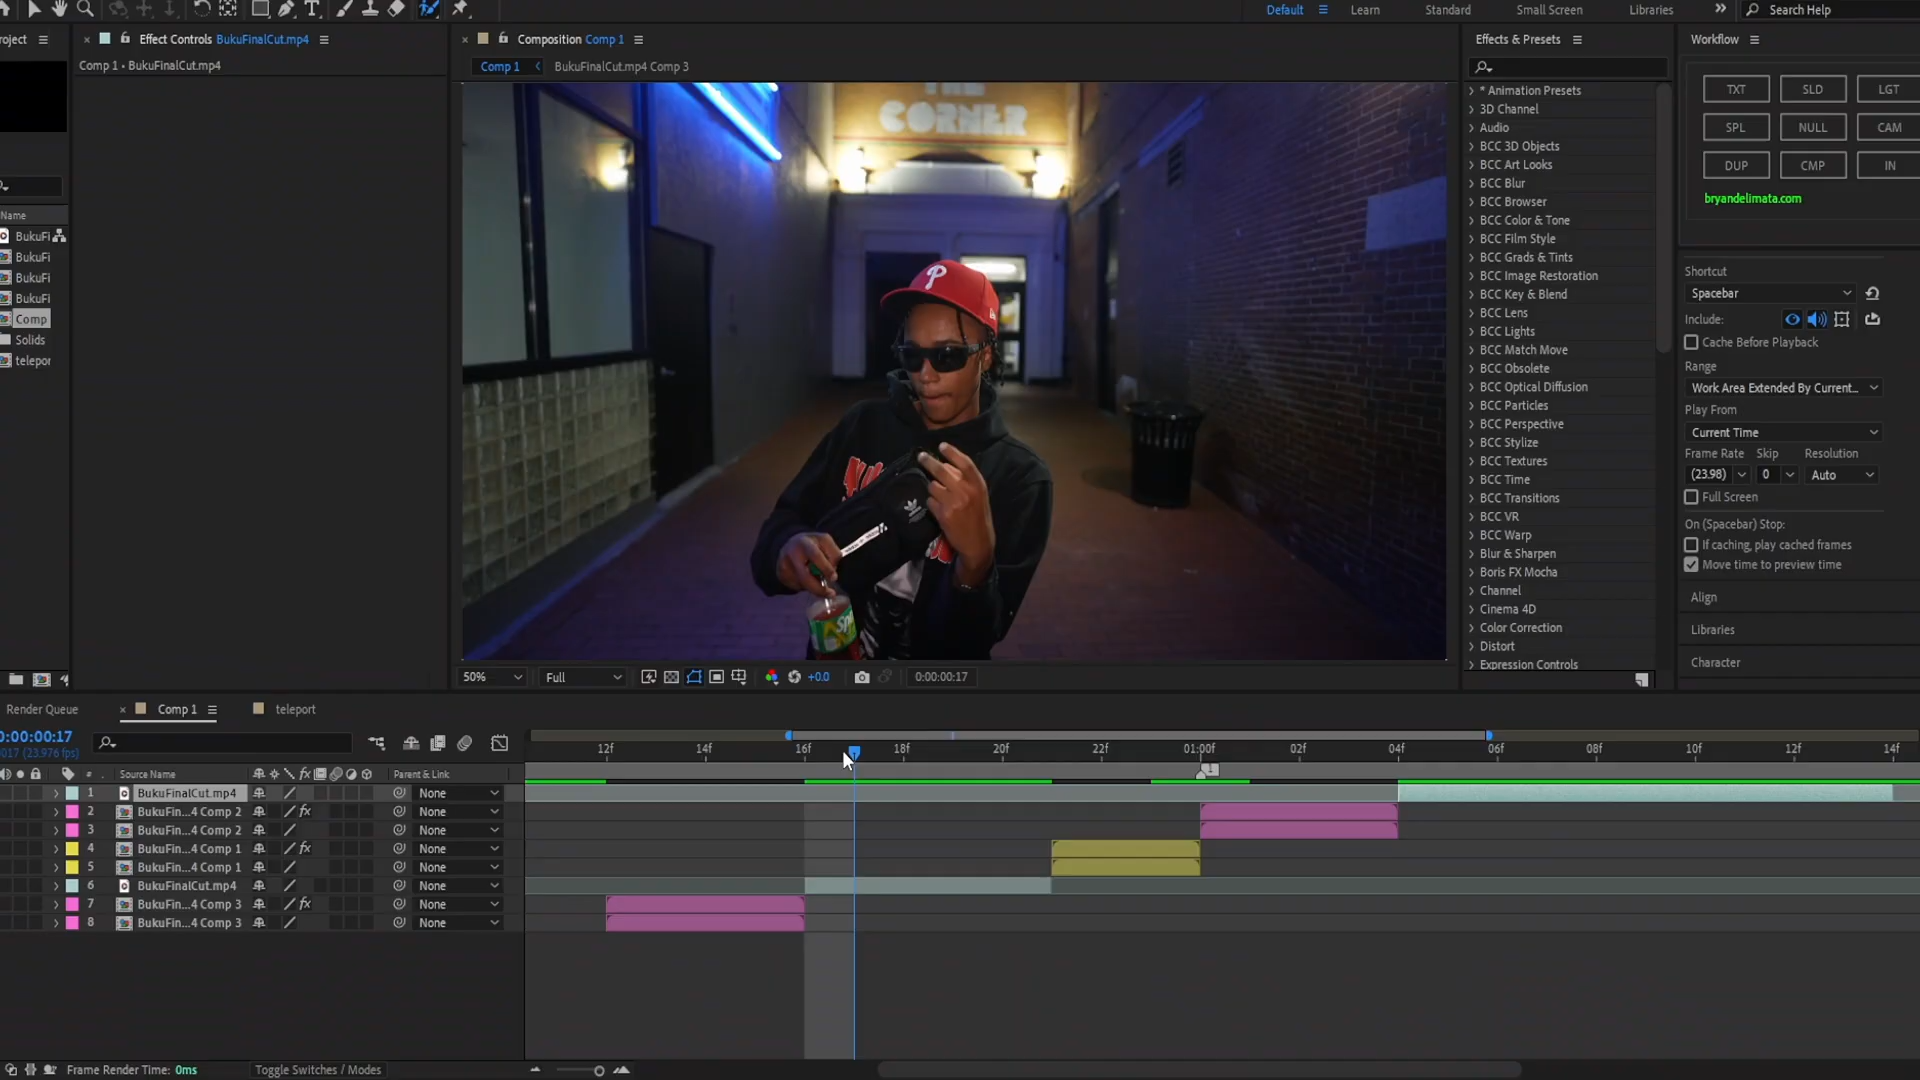 roject
Effect Controls BukuFinalCut.mp4
Composition Comp 1
Default
Learn
Standard
Small Screen
Libraries
Search Help
Comp 1 • BukuFinalCut.mp4
Comp 1
BukuFinalCut.mp4 Comp 3
Effects & Presets
* Animation Presets
3D Channel
Audio
BCC 3D Objects
BCC Art Looks
BCC Blur
BCC Browser
BCC Color & Tone
BCC Film Style
BCC Grads & Tints
BCC Image Restoration
BCC Key & Blend
BCC Lens
BCC Lights
BCC Match Move
BCC Obsolete
BCC Optical Diffusion
BCC Particles
BCC Perspective
BCC Stylize
BCC Textures
BCC Time
BCC Transitions
BCC VR
BCC Warp
Blur & Sharpen
Boris FX Mocha
Channel
Cinema 4D
Color Correction
Distort
Expression Controls
Workflow
TXT SLD LGT
SPL NULL CAM
DUP CMP IN
bryandelimata.com
Shortcut
Spacebar
Include:
Cache Before Playback
Range
Work Area Extended By Current...
Play From
Current Time
Frame Rate Skip Resolution
(23.98) 0 Auto
Full Screen
On (Spacebar) Stop:
If caching, play cached frames
Move time to preview time
Align
Libraries
Character
Name
BukuFi
BukuFi
BukuFi
BukuFi
Comp
Solids
telepor
THE
CORNER
P
50% Full +0.0 0:00:00:17
Render Queue
Comp 1
teleport
0:00:00:17
017 (23.976 fps)
12f 14f 16f 18f 20f 22f 01:00f 02f 04f 06f 08f 10f 12f 14f
1
# Source Name fx Parent & Link
1 BukuFinalCut.mp4 None
2 BukuFin...4 Comp 2 fx None
3 BukuFin...4 Comp 2 None
4 BukuFin...4 Comp 1 fx None
5 BukuFin...4 Comp 1 None
6 BukuFinalCut.mp4 None
7 BukuFin...4 Comp 3 fx None
8 BukuFin...4 Comp 3 None
Frame Render Time: 0ms
Toggle Switches / Modes